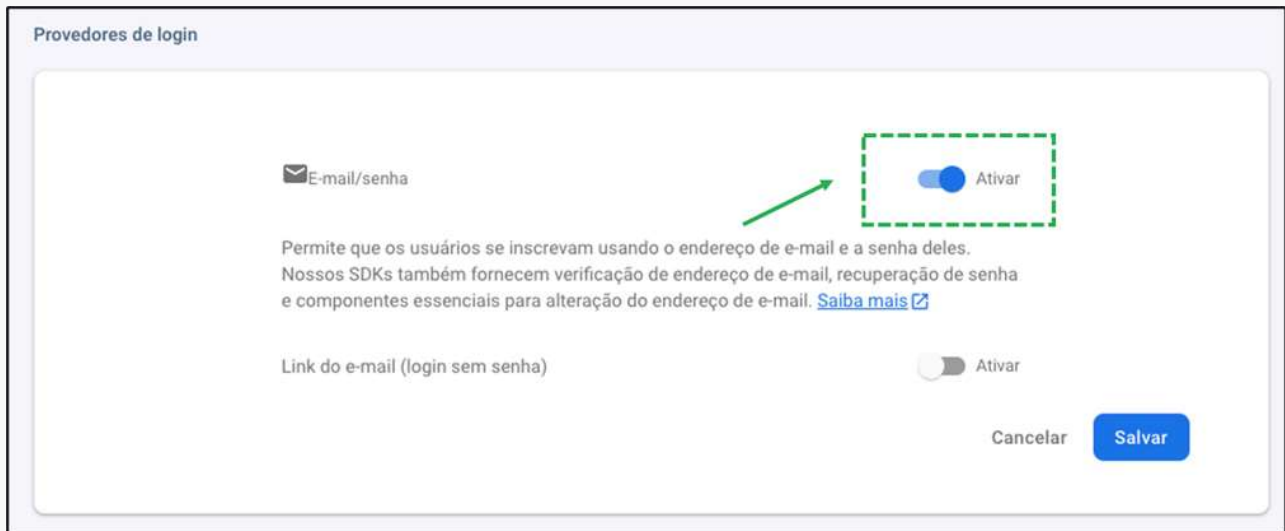 Provedores de login
E-mail/senha
Ativar
Permite que os usuários se inscrevam usando o endereço de e-mail e a senha deles.
Nossos SDKs também fornecem verificação de endereço de e-mail, recuperação de senha
e componentes essenciais para alteração do endereço de e-mail. Saiba mais
Link do e-mail (login sem senha)
Ativar
Cancelar
Salvar